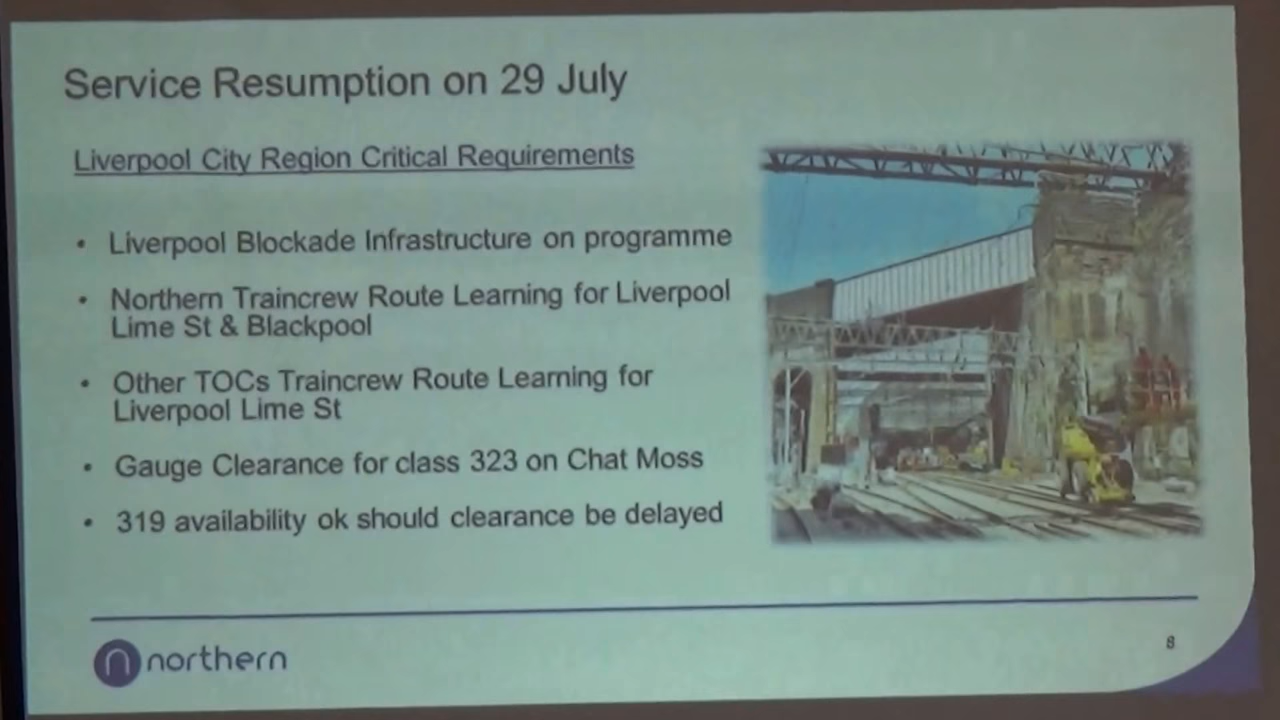 Service Resumption on 29 July
Liverpool City Region Critical Requirements
• Liverpool Blockade Infrastructure on programme
• Northern Traincrew Route Learning for Liverpool
Lime St & Blackpool
• Other TOCs Traincrew Route Learning for
Liverpool Lime St
• Gauge Clearance for class 323 on Chat Moss
• 319 availability ok should clearance be delayed
northern
8